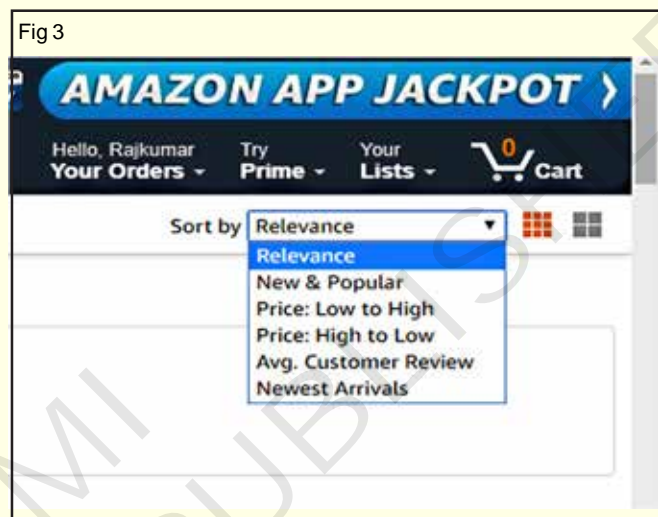 Fig 3
AMAZON APP JACKPOT
Hello, Rajkumar
Your Orders
Try
Prime
Your
Lists
0
Cart
Sort by Relevance
Relevance
New & Popular
Price: Low to High
Price: High to Low
Avg. Customer Review
Newest Arrivals